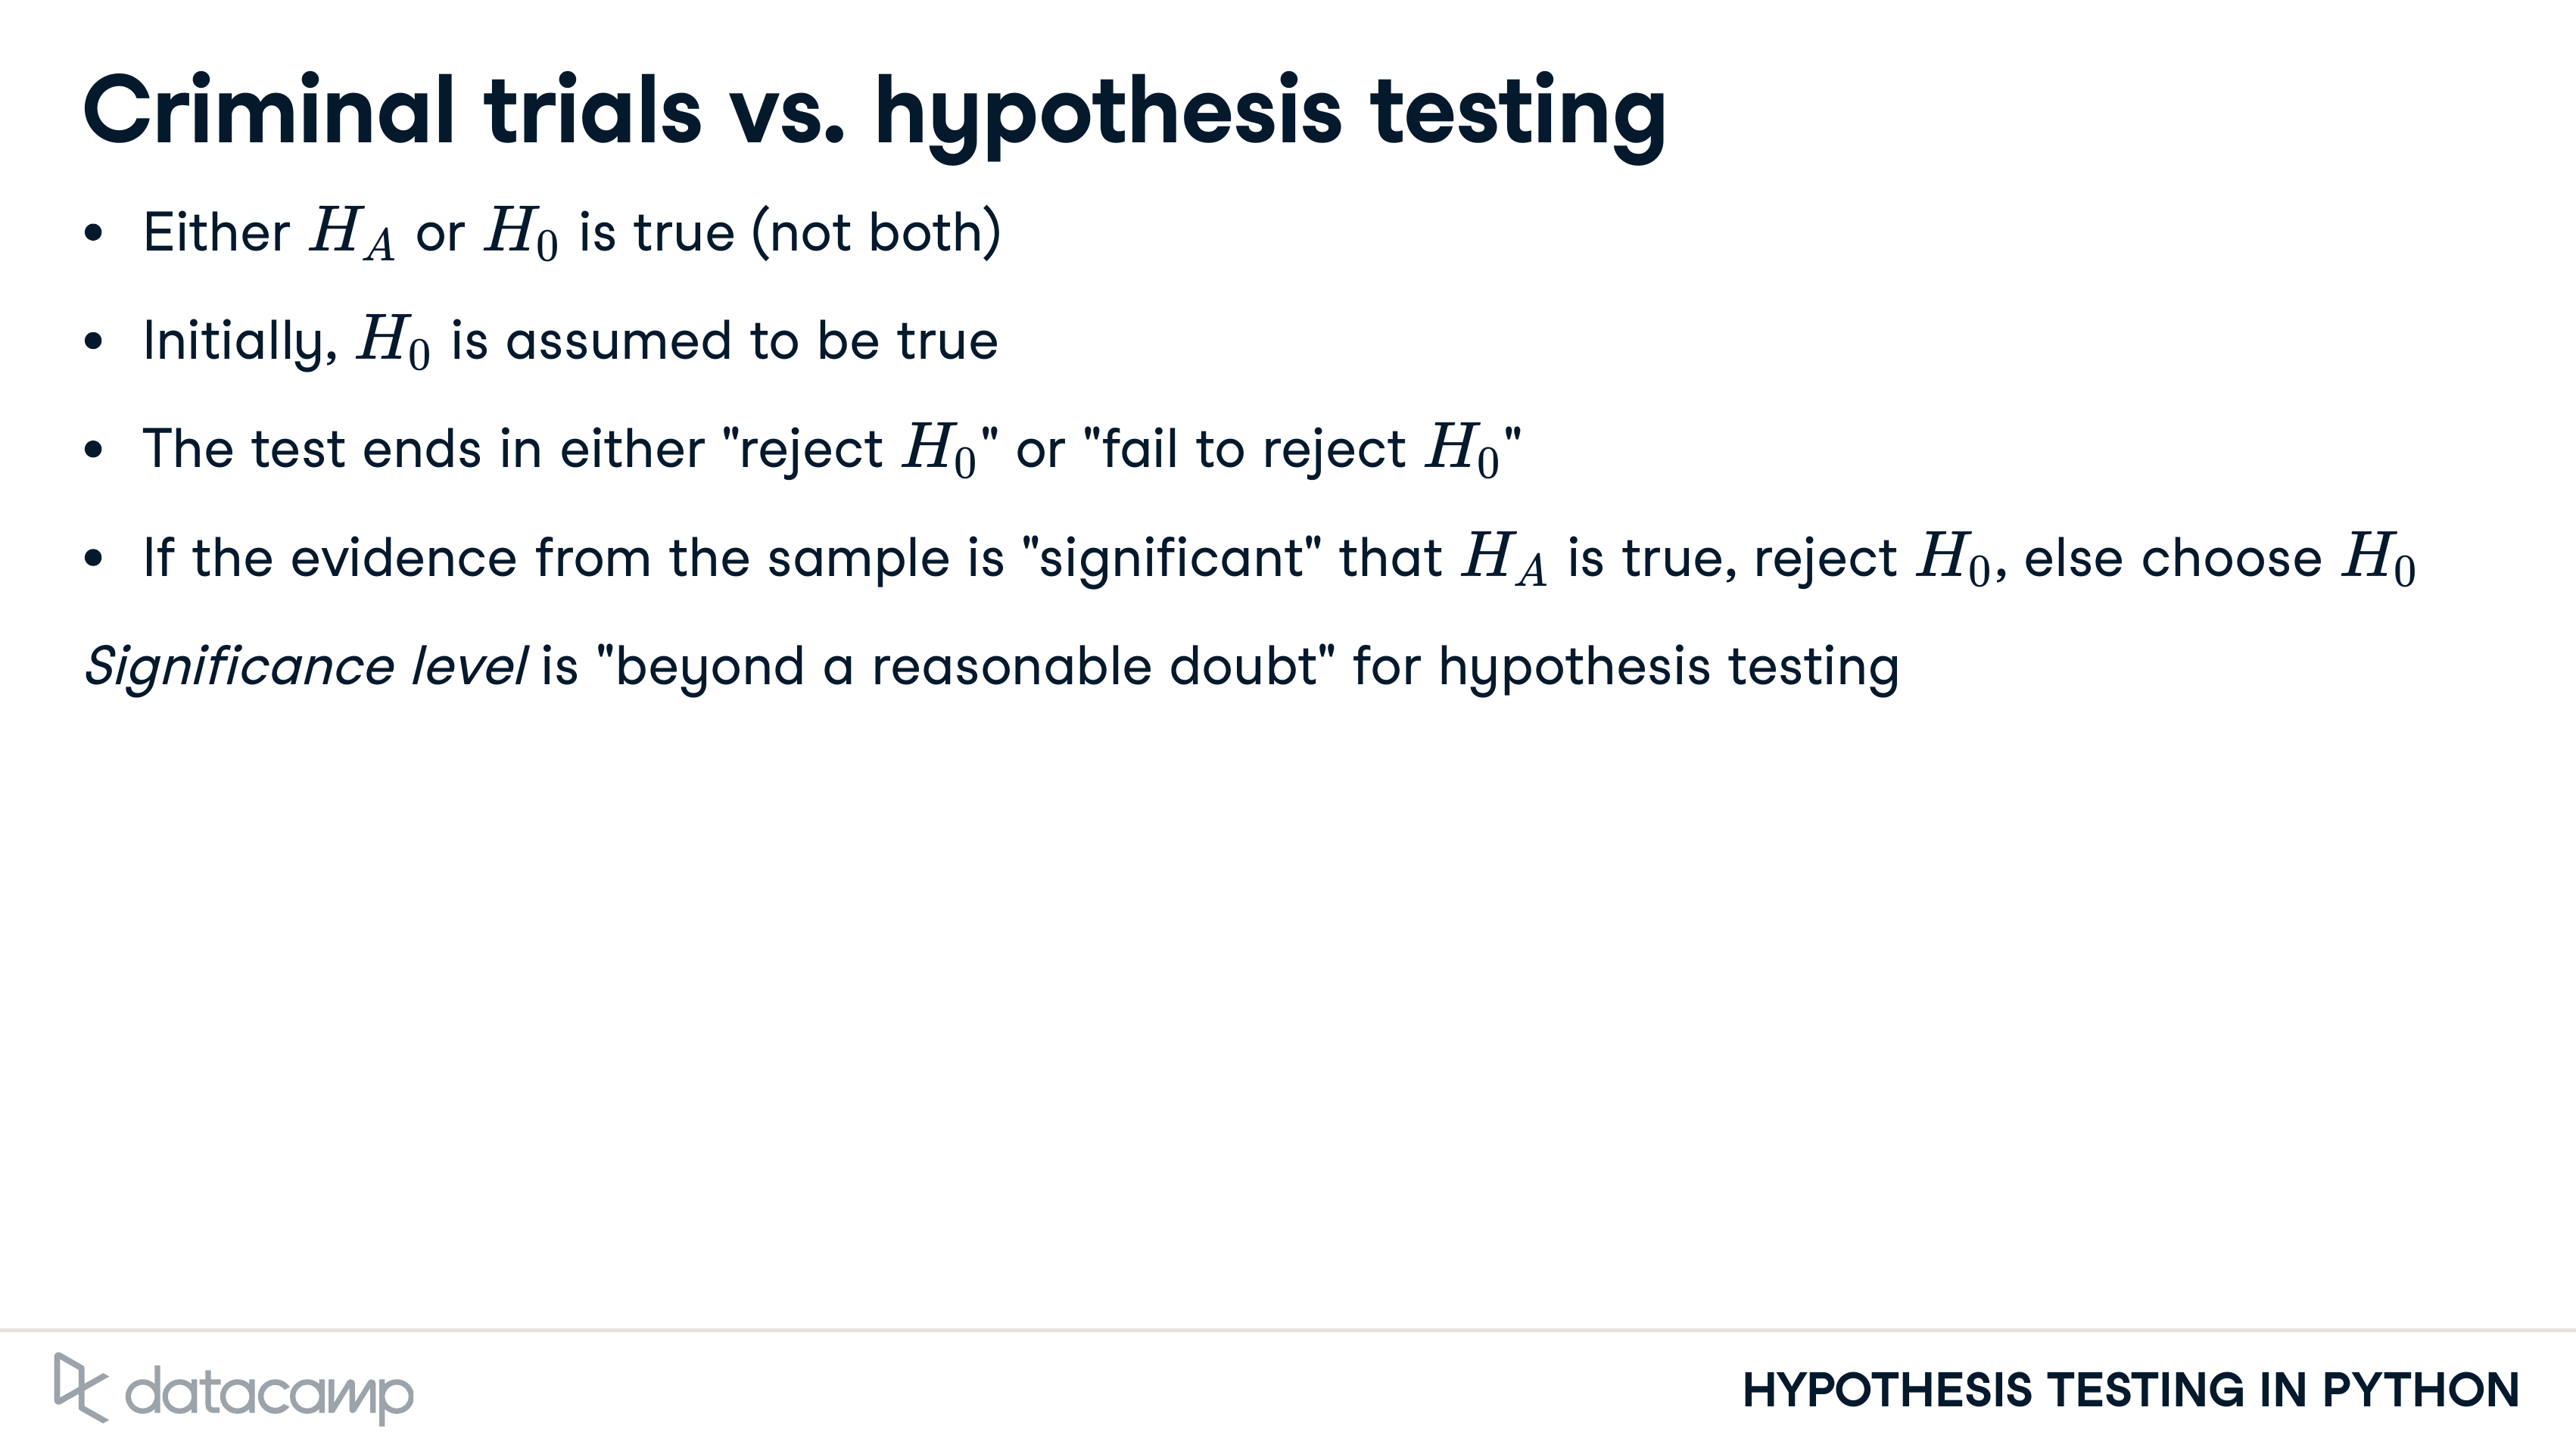 Criminal trials vs. hypothesis testing
• Either $H_A$ or $H_0$ is true (not both)
• Initially, $H_0$ is assumed to be true
• The test ends in either "reject $H_0$" or "fail to reject $H_0$"
• If the evidence from the sample is "significant" that $H_A$ is true, reject $H_0$, else choose $H_0$
Significance level is "beyond a reasonable doubt" for hypothesis testing
datacamp
HYPOTHESIS TESTING IN PYTHON